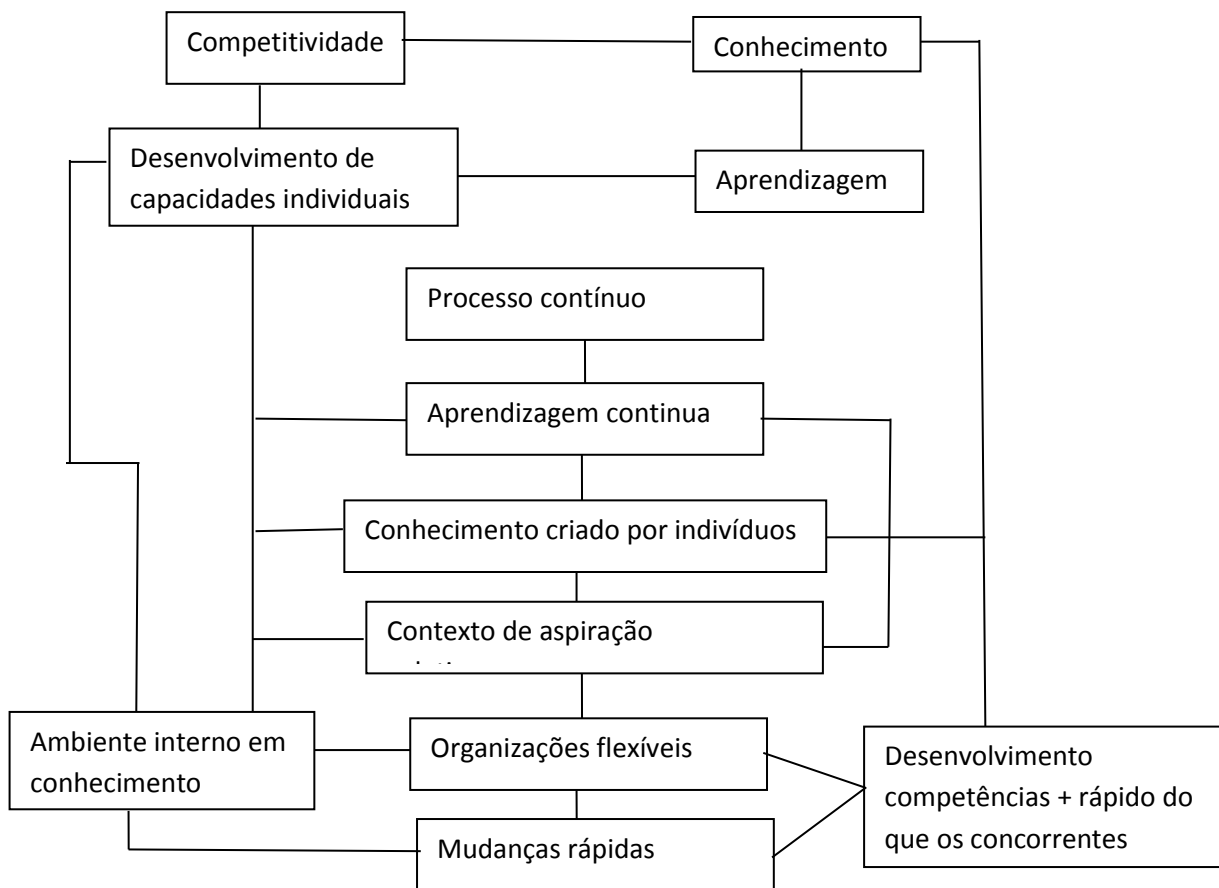 Competitividade
Conhecimento
Desenvolvimento de
capacidades individuais
Aprendizagem
Processo contínuo
Aprendizagem continua
Conhecimento criado por indivíduos
Contexto de aspiração
Ambiente interno em
conhecimento
Organizações flexíveis
Desenvolvimento
competências + rápido do
que os concorrentes
Mudanças rápidas